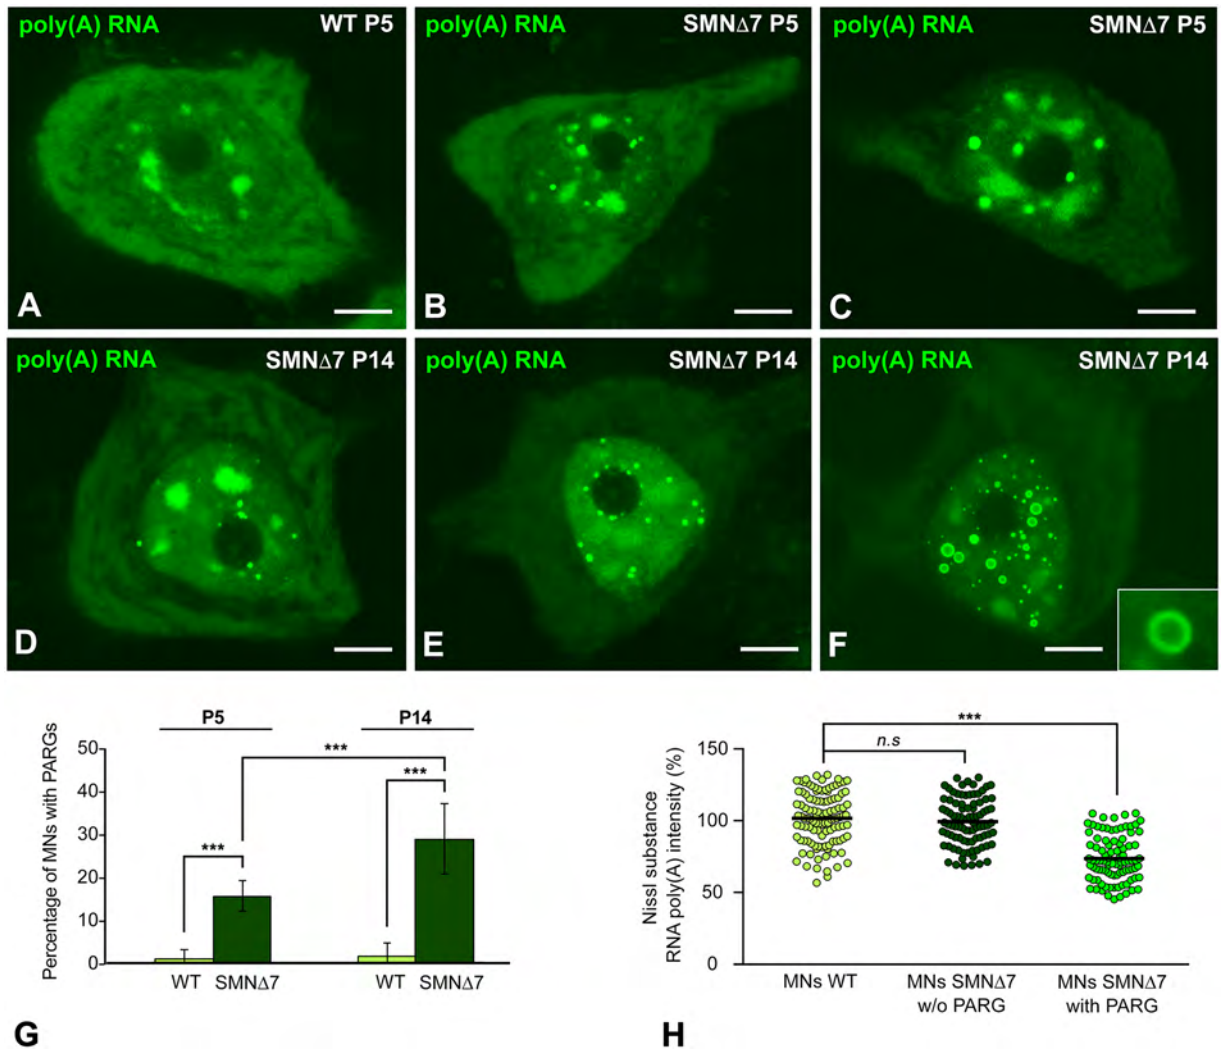 poly(A) RNA WT P5
A
poly(A) RNA SMNΔ7 P5
B
poly(A) RNA SMNΔ7 P5
C
poly(A) RNA SMNΔ7 P14
D
poly(A) RNA SMNΔ7 P14
E
poly(A) RNA SMNΔ7 P14
F
Percentage of MNs with PARGs
50
40
30
20
10
0
P5 P14
***
***
***
WT SMNΔ7 WT SMNΔ7
G
Nissl substance
RNA poly(A) intensity (%)
150
100
50
0
***
n.s
MNs WT
MNs SMNΔ7
w/o PARG
MNs SMNΔ7
with PARG
H